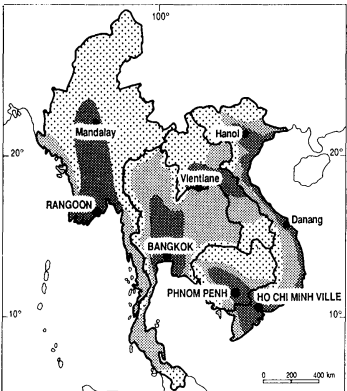 100°
10°
Mandalay
Hanoi
20°
20°
Vientiane
RANGOON
Danang
BANGKOK
PHNOM PENH
HO CHI MINH VILLE
10°
10°
0 200 400 km